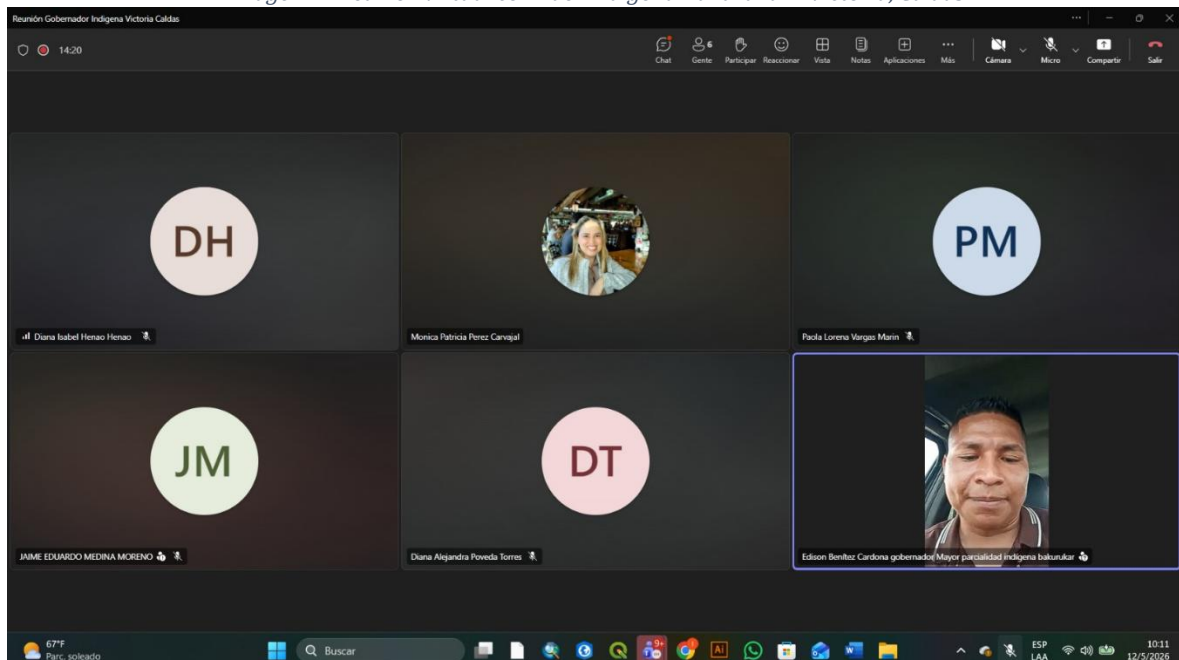 Reunión Gobernador Indigena Victoria Caldas
14:20
6
Chat Gente Participar Reaccionar Vista Notas Aplicaciones Más Cámara Micro Compartir Salir
DH
PM
Diana Isabel Henao Henao
Monica Patricia Perez Carvajal
Paola Lorena Vargas Marin
JM
DT
JAIME EDUARDO MEDINA MORENO
Diana Alejandra Poveda Torres
Edison Benítez Cardona gobernador Mayor parcialidad indigena bakurukar
67°F
Parc. soleado
Buscar
9+
Ai
ESP
LAA
10:11
12/5/2026